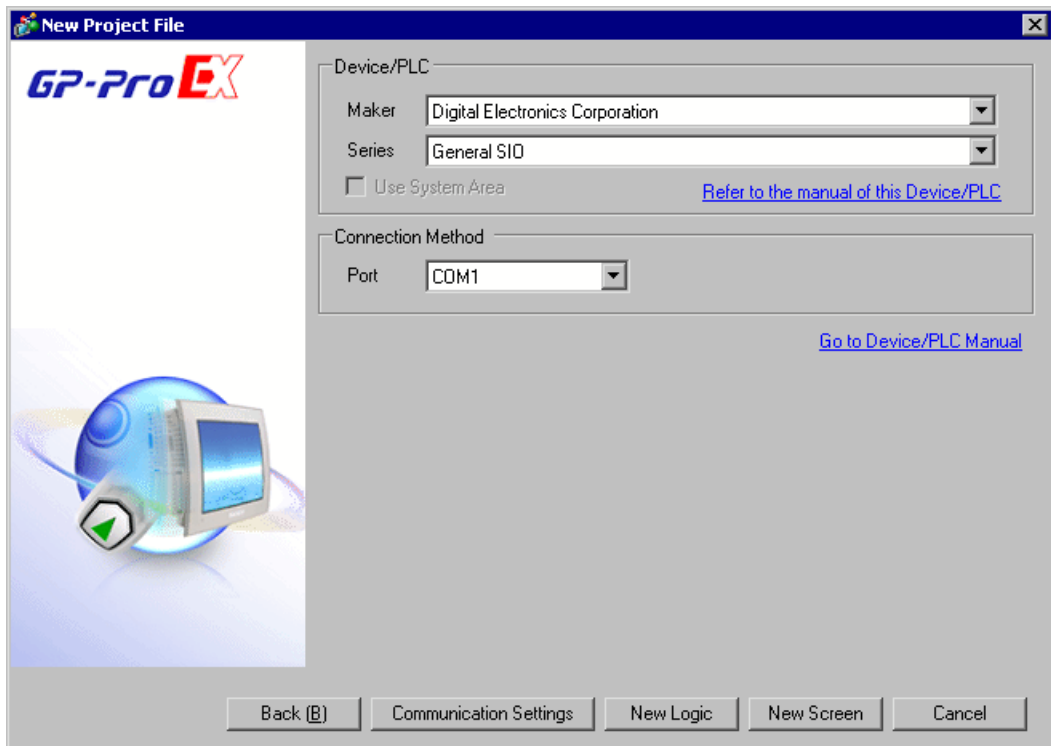 New Project File
GP-Pro EX
Device/PLC
Maker Digital Electronics Corporation
Series General SIO
Use System Area Refer to the manual of this Device/PLC
Connection Method
Port COM1
Go to Device/PLC Manual
Back (B) Communication Settings New Logic New Screen Cancel